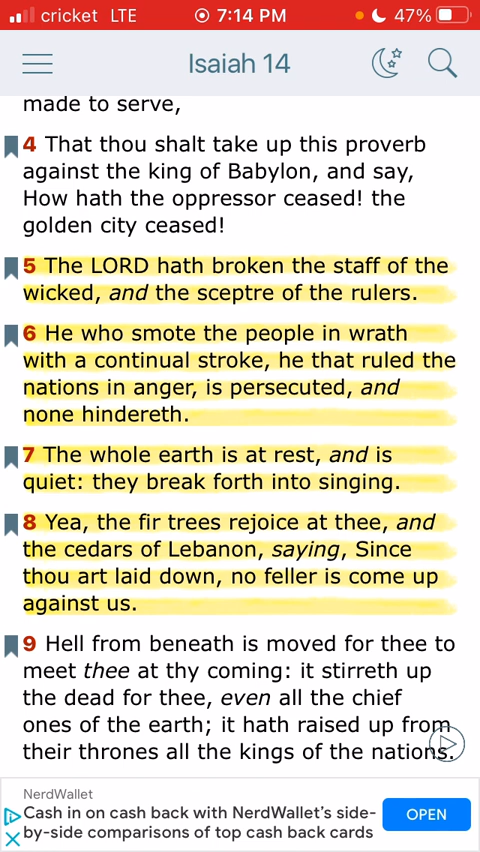 cricket LTE 7:14 PM 47%
Isaiah 14
made to serve,
4 That thou shalt take up this proverb
against the king of Babylon, and say,
How hath the oppressor ceased! the
golden city ceased!
5 The LORD hath broken the staff of the
wicked, and the sceptre of the rulers.
6 He who smote the people in wrath
with a continual stroke, he that ruled the
nations in anger, is persecuted, and
none hindereth.
7 The whole earth is at rest, and is
quiet: they break forth into singing.
8 Yea, the fir trees rejoice at thee, and
the cedars of Lebanon, saying, Since
thou art laid down, no feller is come up
against us.
9 Hell from beneath is moved for thee to
meet thee at thy coming: it stirreth up
the dead for thee, even all the chief
ones of the earth; it hath raised up from
their thrones all the kings of the nations.
NerdWallet
Cash in on cash back with NerdWallet's side-
by-side comparisons of top cash back cards
OPEN